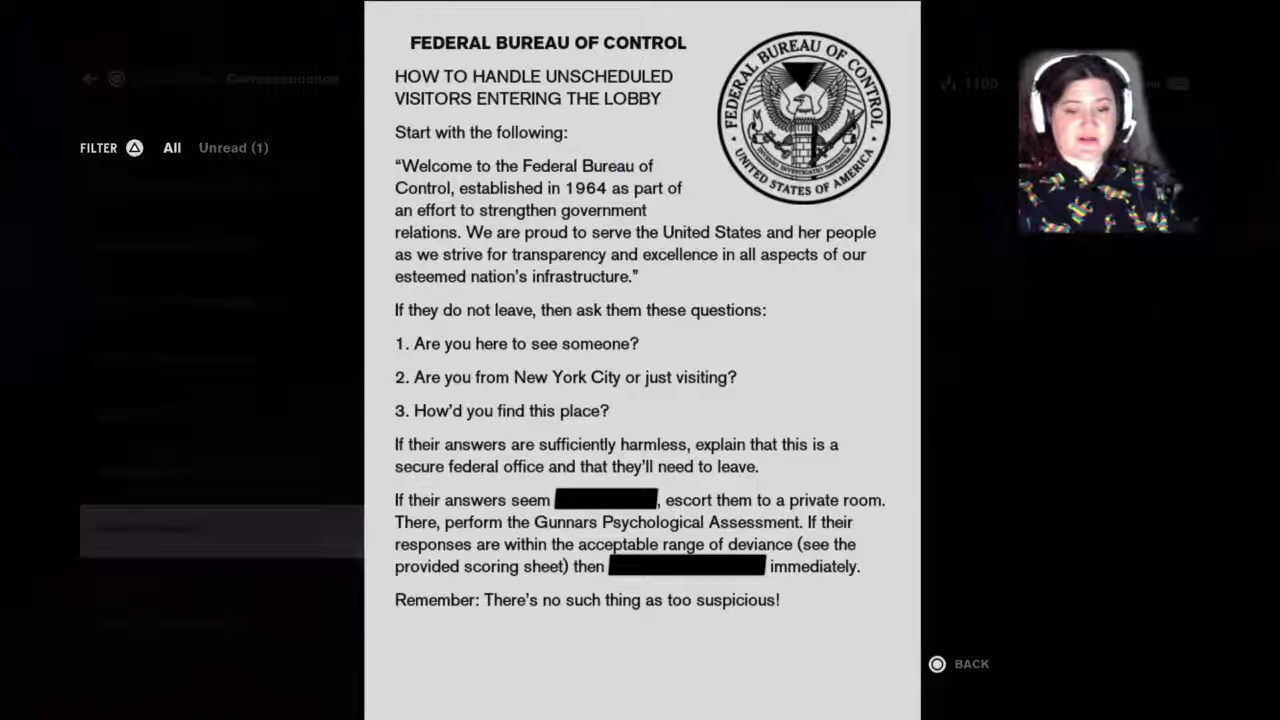 FEDERAL BUREAU OF CONTROL
HOW TO HANDLE UNSCHEDULED
VISITORS ENTERING THE LOBBY
FEDERAL BUREAU OF CONTROL
UNITED STATES OF AMERICA
Start with the following:
“Welcome to the Federal Bureau of
Control, established in 1964 as part of
an effort to strengthen government
relations. We are proud to serve the United States and her people
as we strive for transparency and excellence in all aspects of our
esteemed nation’s infrastructure.”
If they do not leave, then ask them these questions:
1. Are you here to see someone?
2. Are you from New York City or just visiting?
3. How’d you find this place?
If their answers are sufficiently harmless, explain that this is a
secure federal office and that they’ll need to leave.
If their answers seem , escort them to a private room.
There, perform the Gunnars Psychological Assessment. If their
responses are within the acceptable range of deviance (see the
provided scoring sheet) then immediately.
Remember: There’s no such thing as too suspicious!
FILTER All Unread (1)
Correspondence
1100
BACK